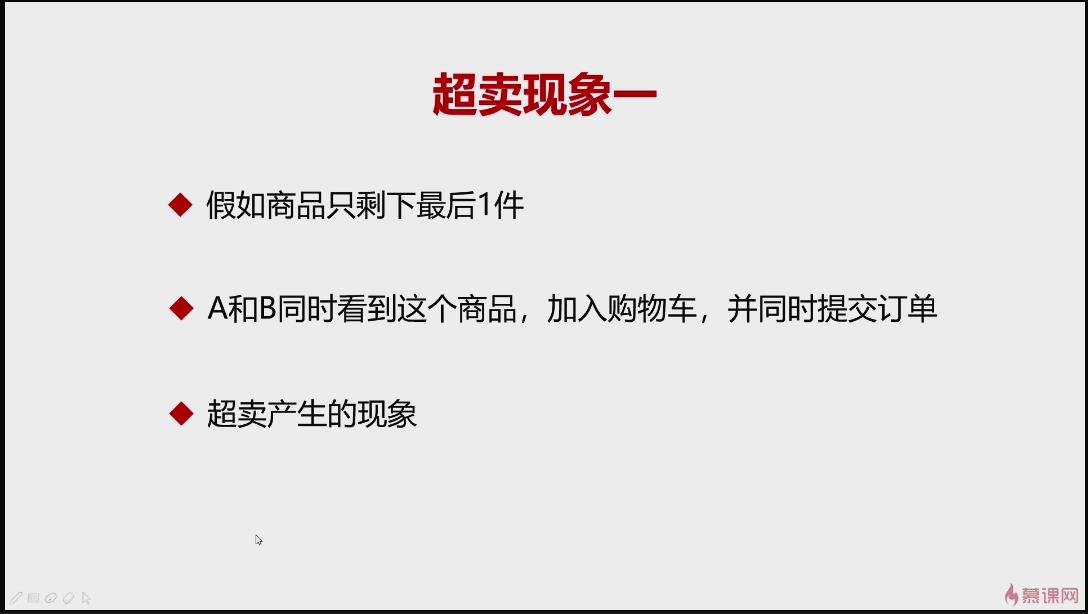 超卖现象一
假如商品只剩下最后1件
A和B同时看到这个商品，加入购物车，并同时提交订单
超卖产生的现象
慕课网